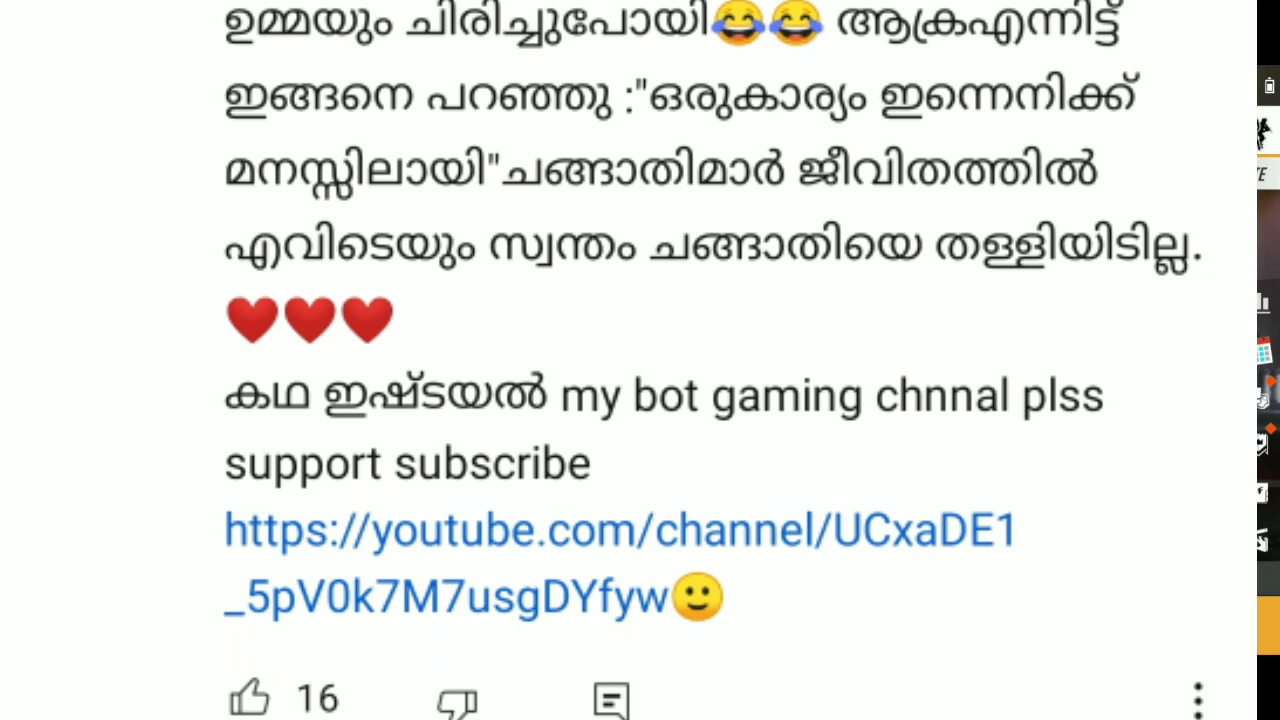 ഉമ്മയും ചിരിച്ചുപോയി😂😂 ആക്രഎന്നിട്ട്
ഇങ്ങനെ പറഞ്ഞു :"ഒരുകാര്യം ഇന്നെനിക്ക്
മനസ്സിലായി"ചങ്ങാതിമാർ ജീവിതത്തിൽ
എവിടെയും സ്വന്തം ചങ്ങാതിയെ തള്ളിയിടില്ല.
❤️❤️❤️
കഥ ഇഷ്ടയൽ my bot gaming chnnal plss
support subscribe
https://youtube.com/channel/UCxaDE1
_5pV0k7M7usgDYfyw🙂
16